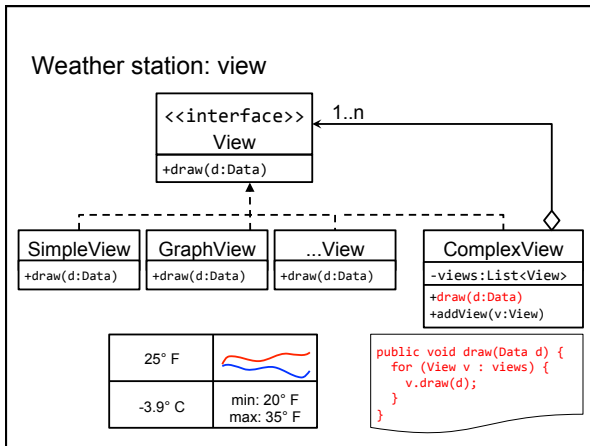 Weather station: view
<<interface>>
View
+draw(d:Data)
1..n
SimpleView
+draw(d:Data)
GraphView
+draw(d:Data)
...View
+draw(d:Data)
ComplexView
-views:List<View>
+draw(d:Data)
+addView(v:View)
25° F
-3.9° C
min: 20° F
max: 35° F
public void draw(Data d) {
for (View v : views) {
v.draw(d);
}
}